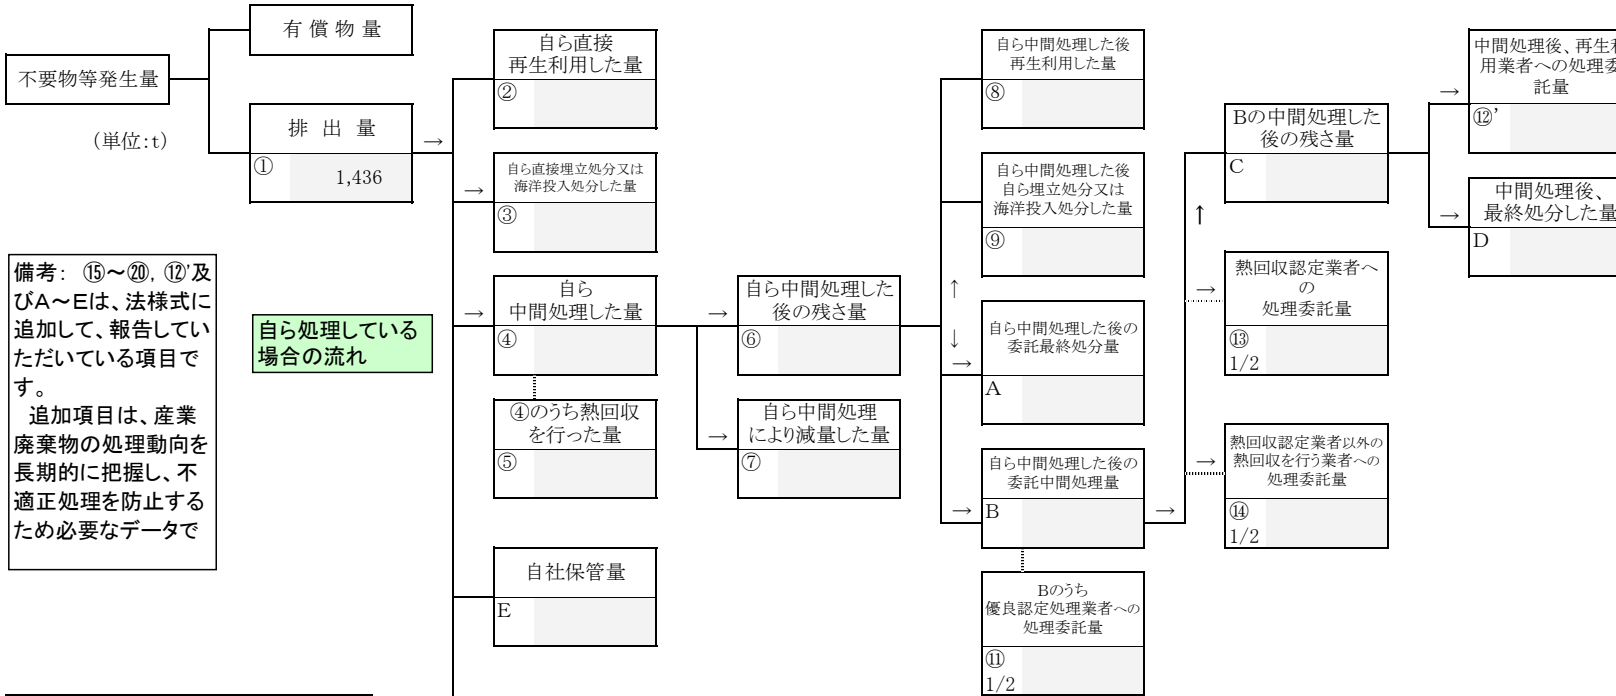 有 償 物 量
不要物等発生量
(単位:t)
排 出 量
→
①
1,436
備考: ⑮～⑳, ⑫'及
びA～Eは、法様式に
追加して、報告してい
ただいている項目で
す。
追加項目は、産業
廃棄物の処理動向を
長期的に把握し、不
適正処理を防止する
ため必要なデータで
自ら処理している
場合の流れ
自ら直接
再生利用した量
②
→
自ら直接埋立処分又は
海洋投入処分した量
③
→
自ら
中間処理した量
④
④のうち熱回収
を行った量
⑤
自社保管量
E
→
自ら中間処理した
後の残さ量
⑥
→
自ら中間処理
により減量した量
⑦
自ら中間処理した後
再生利用した量
⑧
自ら中間処理した後
自ら埋立処分又は
海洋投入処分した量
⑨
↑
↓
→
自ら中間処理した後の
委託最終処分量
A
自ら中間処理した後の
委託中間処理量
→
B
→
Bのうち
優良認定処理業者への
処理委託量
⑪
1/2
Bの中間処理した
後の残さ量
C
↑
→
熱回収認定業者へ
の
処理委託量
⑬
1/2
→
熱回収認定業者以外の
熱回収を行う業者への
処理委託量
⑭
1/2
中間処理後、再生利
用業者への処理委
託量
→
⑫'
中間処理後、
最終処分した量
→
D